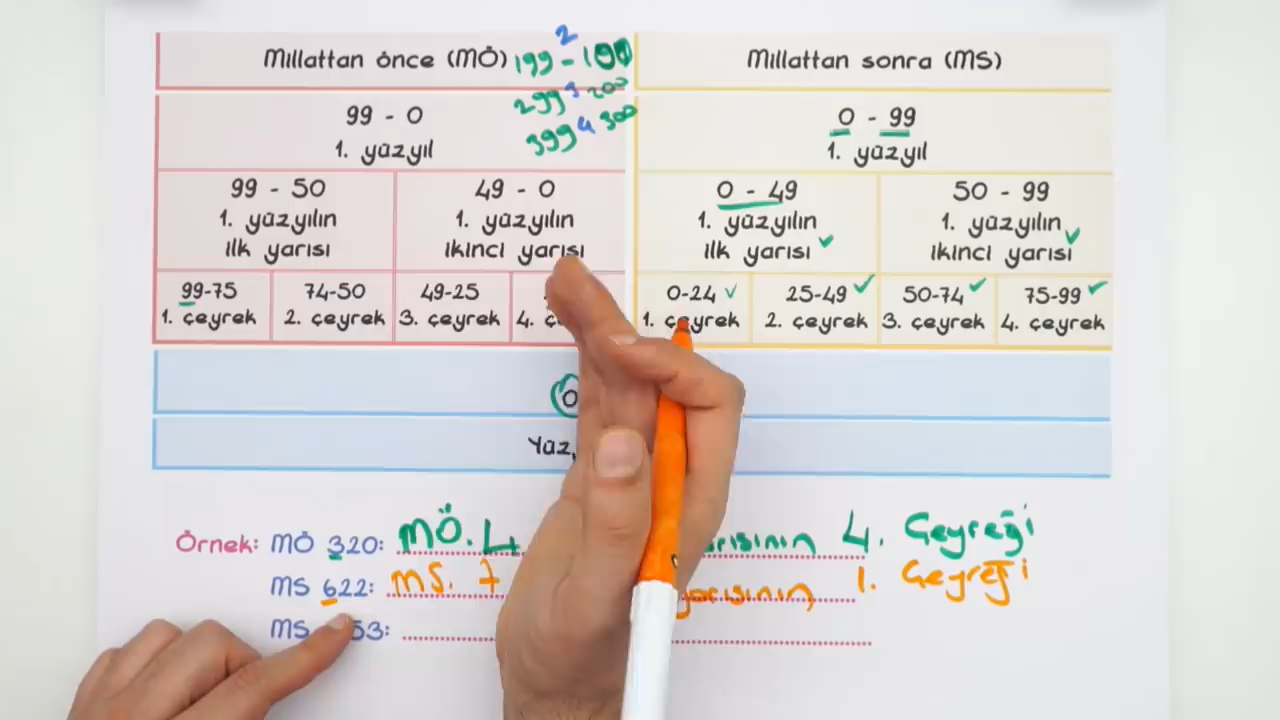 Millattan önce (MÖ)
199 2 - 100
299 3 200
399 4 300
99 - 0
1. yüzyıl
99 - 50
1. yüzyılın
ilk yarısı
49 - 0
1. yüzyılın
ikinci yarısı
99-75
1. çeyrek
74-50
2. çeyrek
49-25
3. çeyrek
4.
Millattan sonra (MS)
0 - 99
1. yüzyıl
0 - 49
1. yüzyılın
ilk yarısı
50 - 99
1. yüzyılın
ikinci yarısı
0-24
1. çeyrek
25-49
2. çeyrek
50-74
3. çeyrek
75-99
4. çeyrek
0
Örnek: MÖ 320: MÖ. 4 4. Çeyreği
MS 622: MS. 7 yarısının 1. Çeyreği
MS 53: